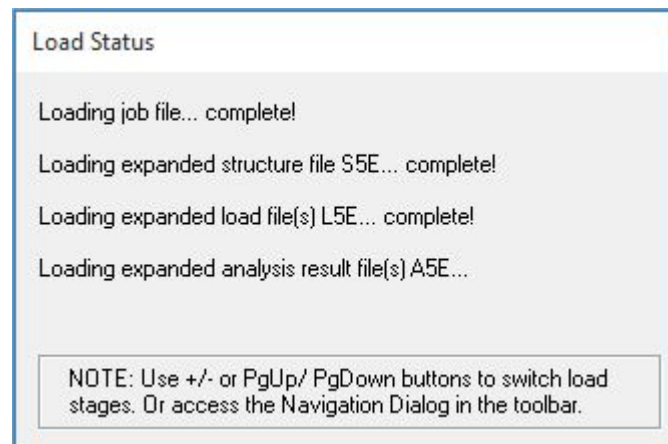 Load Status
Loading job file... complete!
Loading expanded structure file S5E... complete!
Loading expanded load file(s) L5E... complete!
Loading expanded analysis result file(s) A5E...
NOTE: Use +/- or PgUp/ PgDown buttons to switch load
stages. Or access the Navigation Dialog in the toolbar.